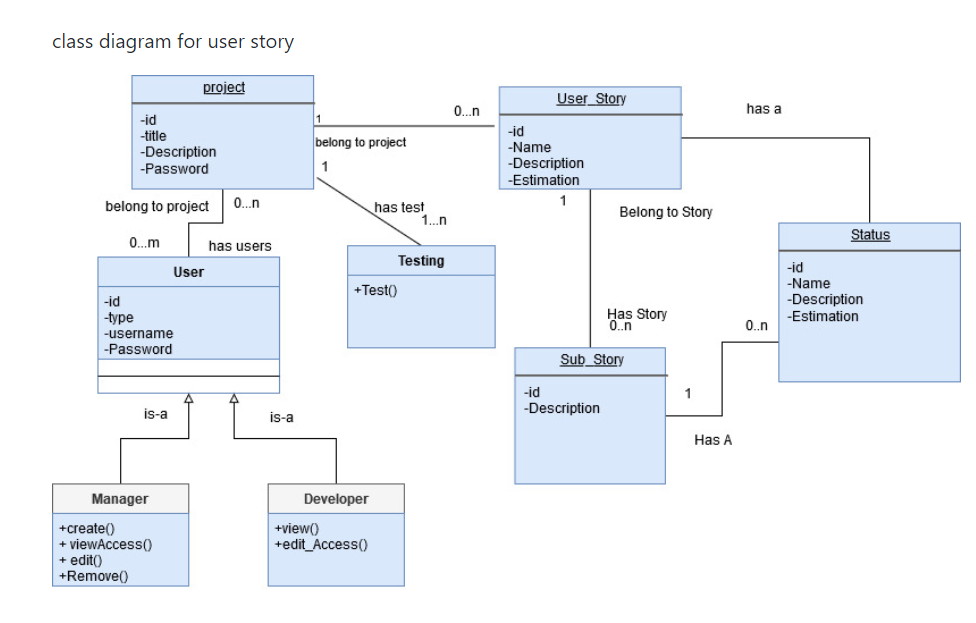 class diagram for user story
project
-id
-title
-Description
-Password
1
belong to project
1
0...n
User_Story
-id
-Name
-Description
-Estimation
has a
belong to project
0...n
0...m
has users
has test
1...n
1
Belong to Story
User
-id
-type
-username
-Password
Testing
+Test()
Status
-id
-Name
-Description
-Estimation
Has Story
0..n
0..n
Sub_Story
-id
-Description
1
Has A
is-a
is-a
Manager
+create()
+ viewAccess()
+ edit()
+Remove()
Developer
+view()
+edit_Access()